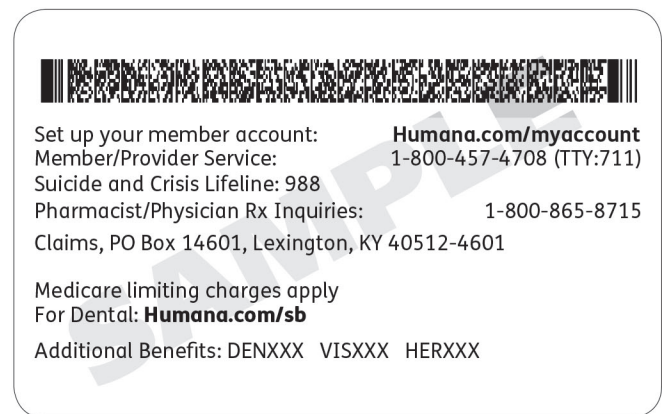 Set up your member account: Humana.com/myaccount
Member/Provider Service: 1-800-457-4708 (TTY:711)
Suicide and Crisis Lifeline: 988
Pharmacist/Physician Rx Inquiries: 1-800-865-8715
Claims, PO Box 14601, Lexington, KY 40512-4601
Medicare limiting charges apply
For Dental: Humana.com/sb
Additional Benefits: DENXXX VISXXX HERXXX
SAMPLE